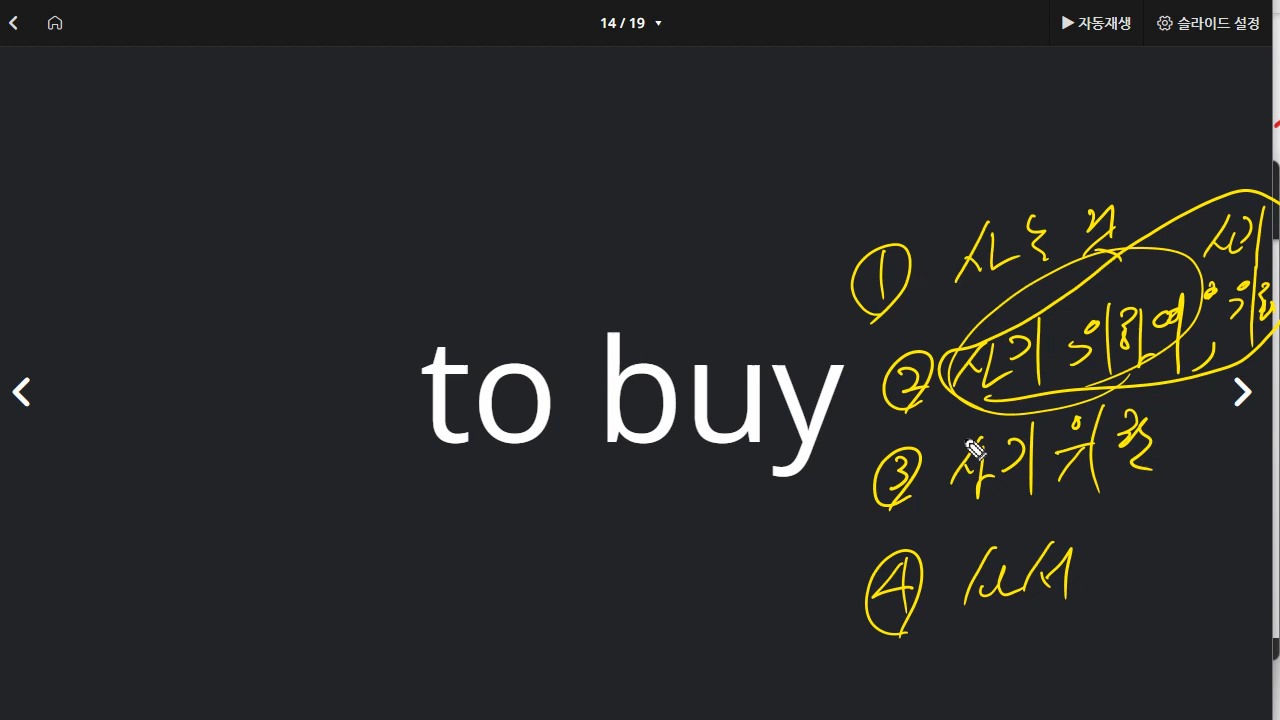 14 / 19
자동재생
슬라이드 설정
to buy
① 사는 것
② 사기 위하여,
③ 사기 위한
④ 사서